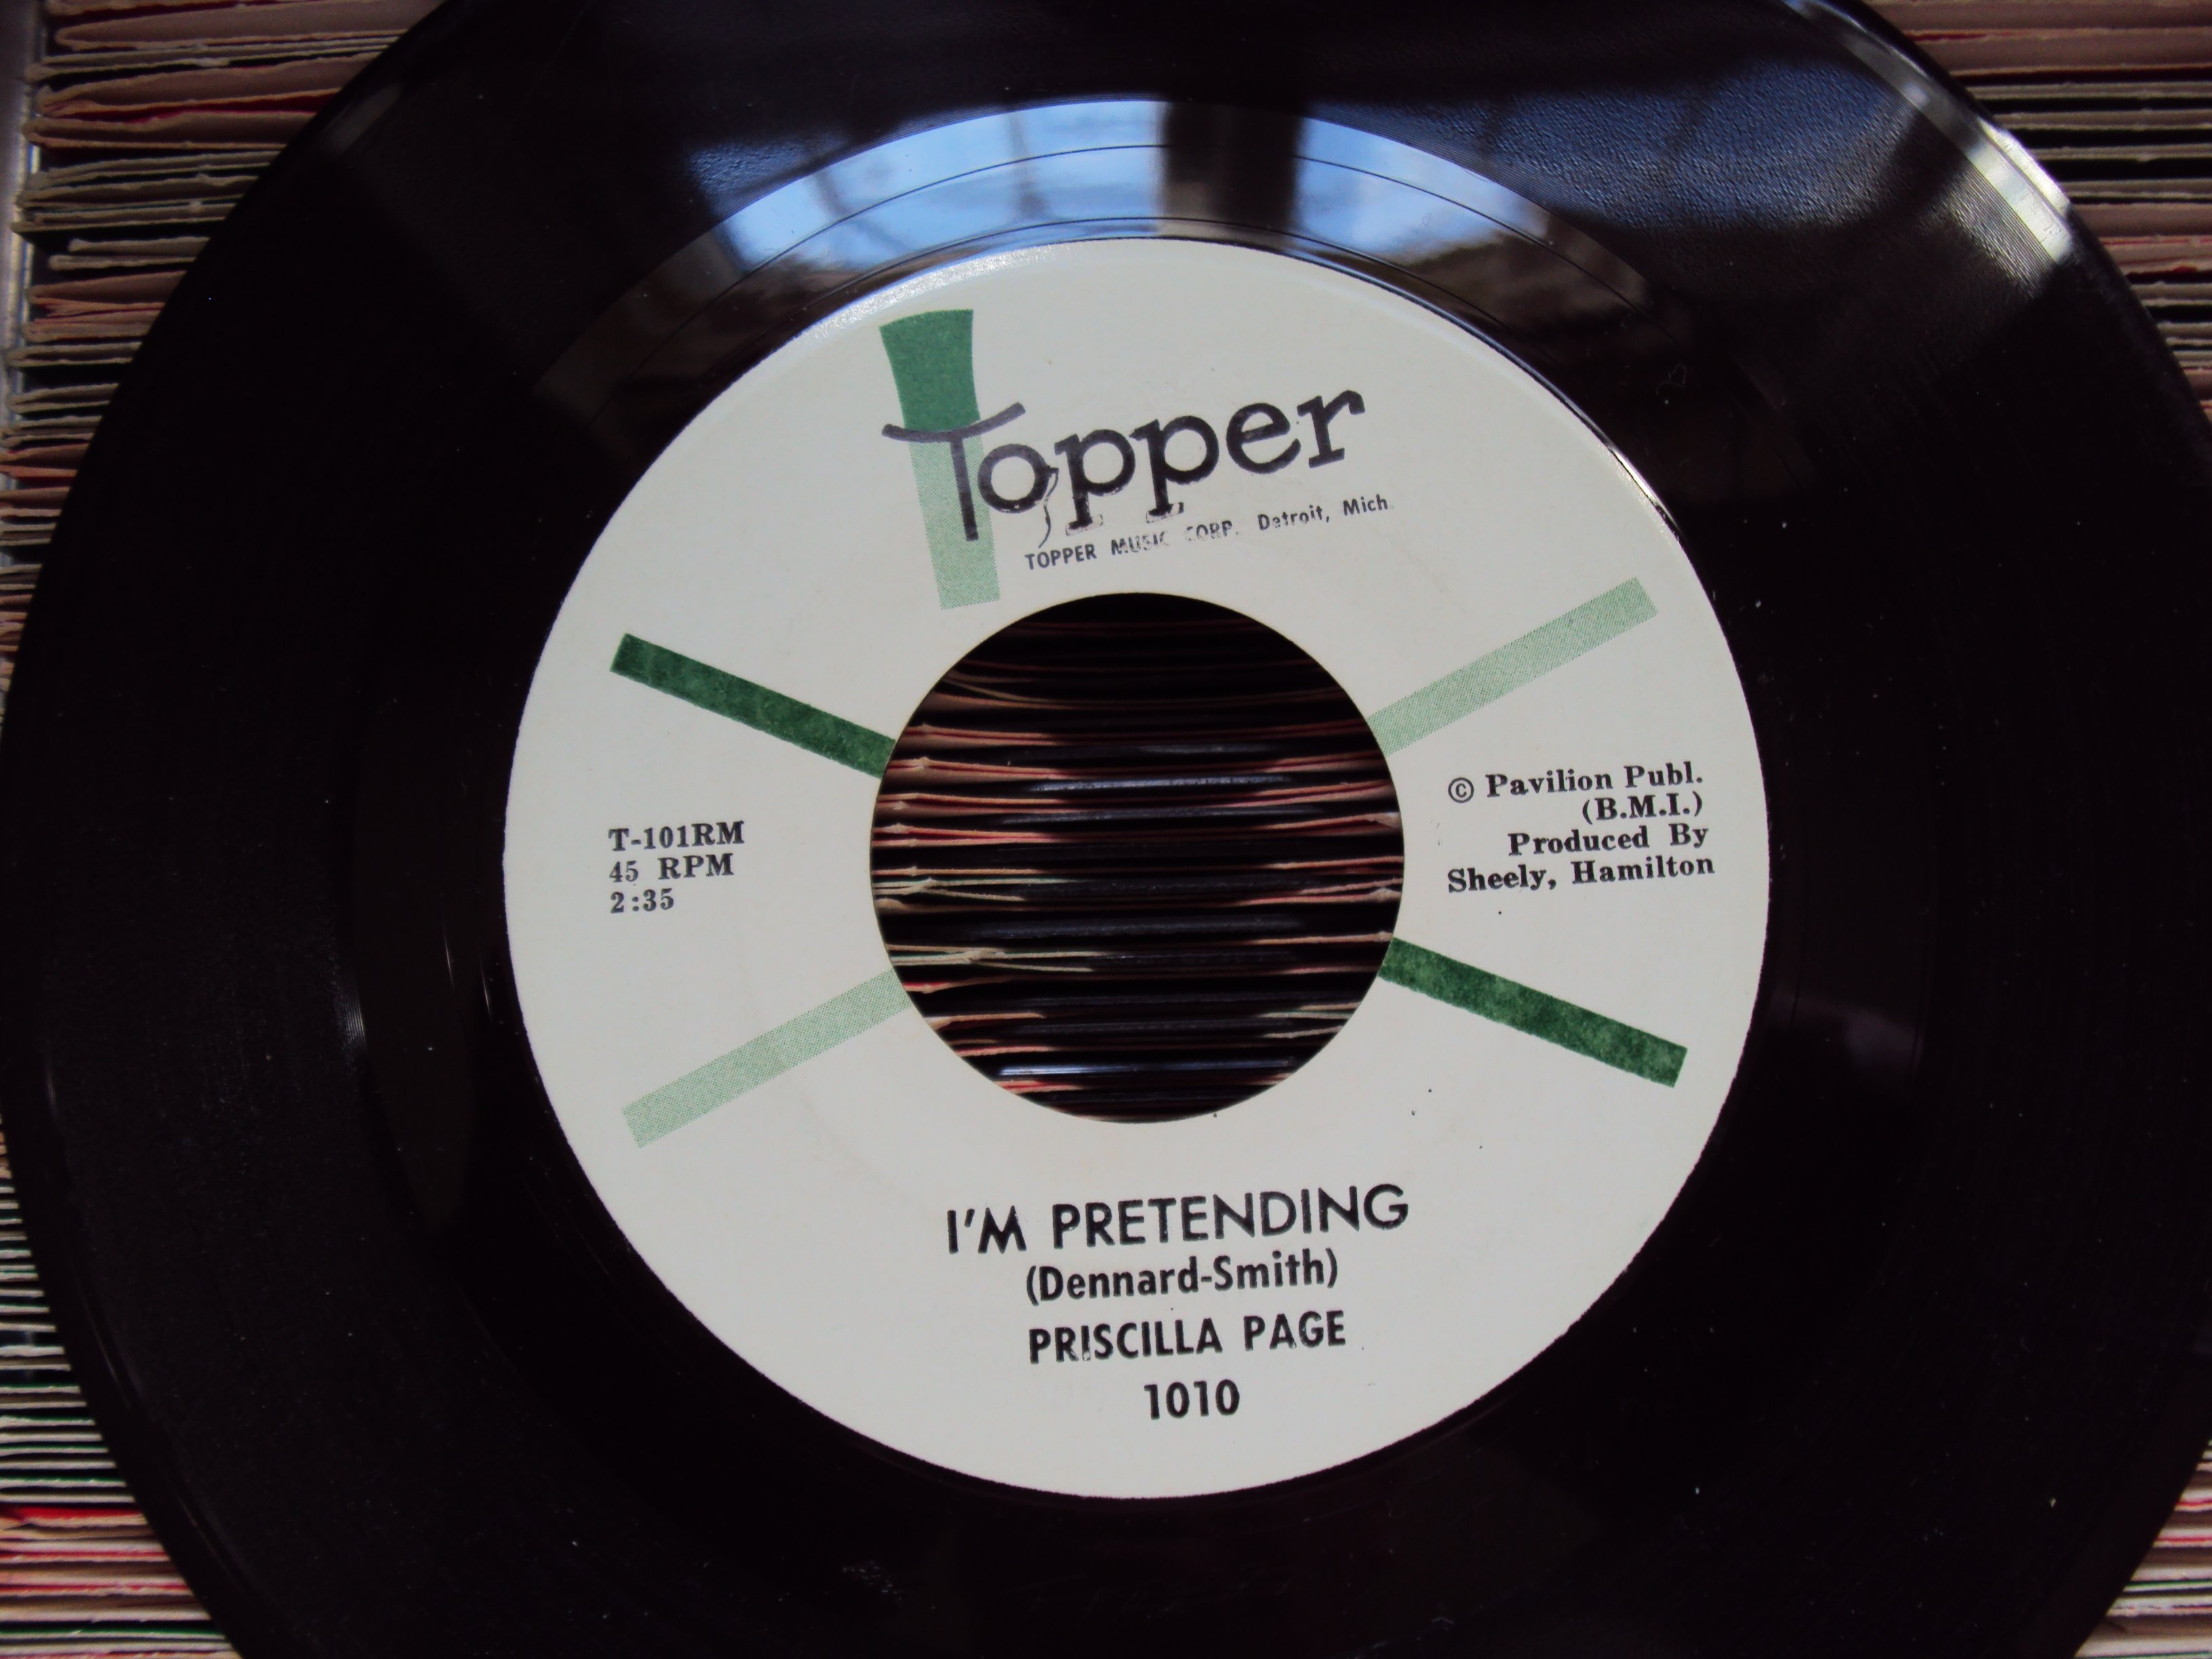 Topper
TOPPER MUSIC CORP. Detroit, Mich.
T-101RM
45 RPM
2:35
© Pavilion Publ.
(B.M.I.)
Produced By
Sheely, Hamilton
I'M PRETENDING
(Dennard-Smith)
PRISCILLA PAGE
1010